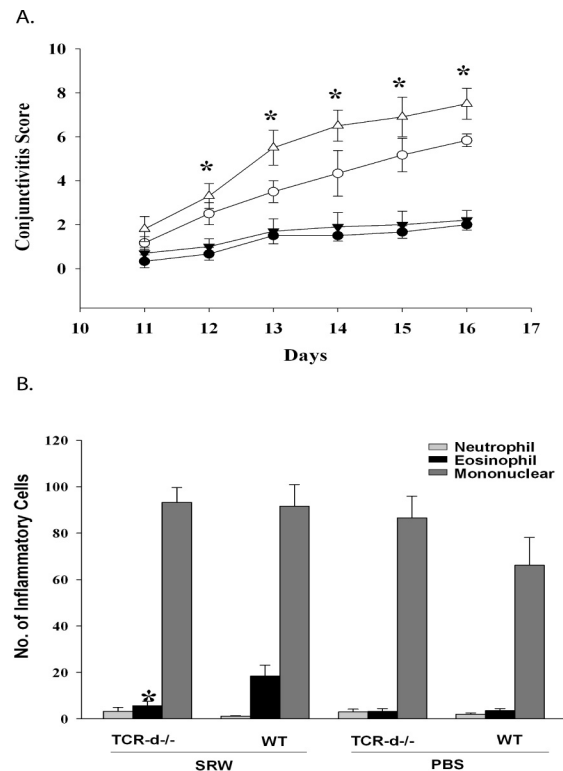 A.
10
8
6
4
2
0
Conjunctivitis Score
* * * * *
10 11 12 13 14 15 16 17
Days
B.
120
100
80
60
40
20
0
No. of Inflammatory Cells
Neutrophil
Eosinophil
Mononuclear
*
TCR-d-/- WT TCR-d-/- WT
SRW PBS